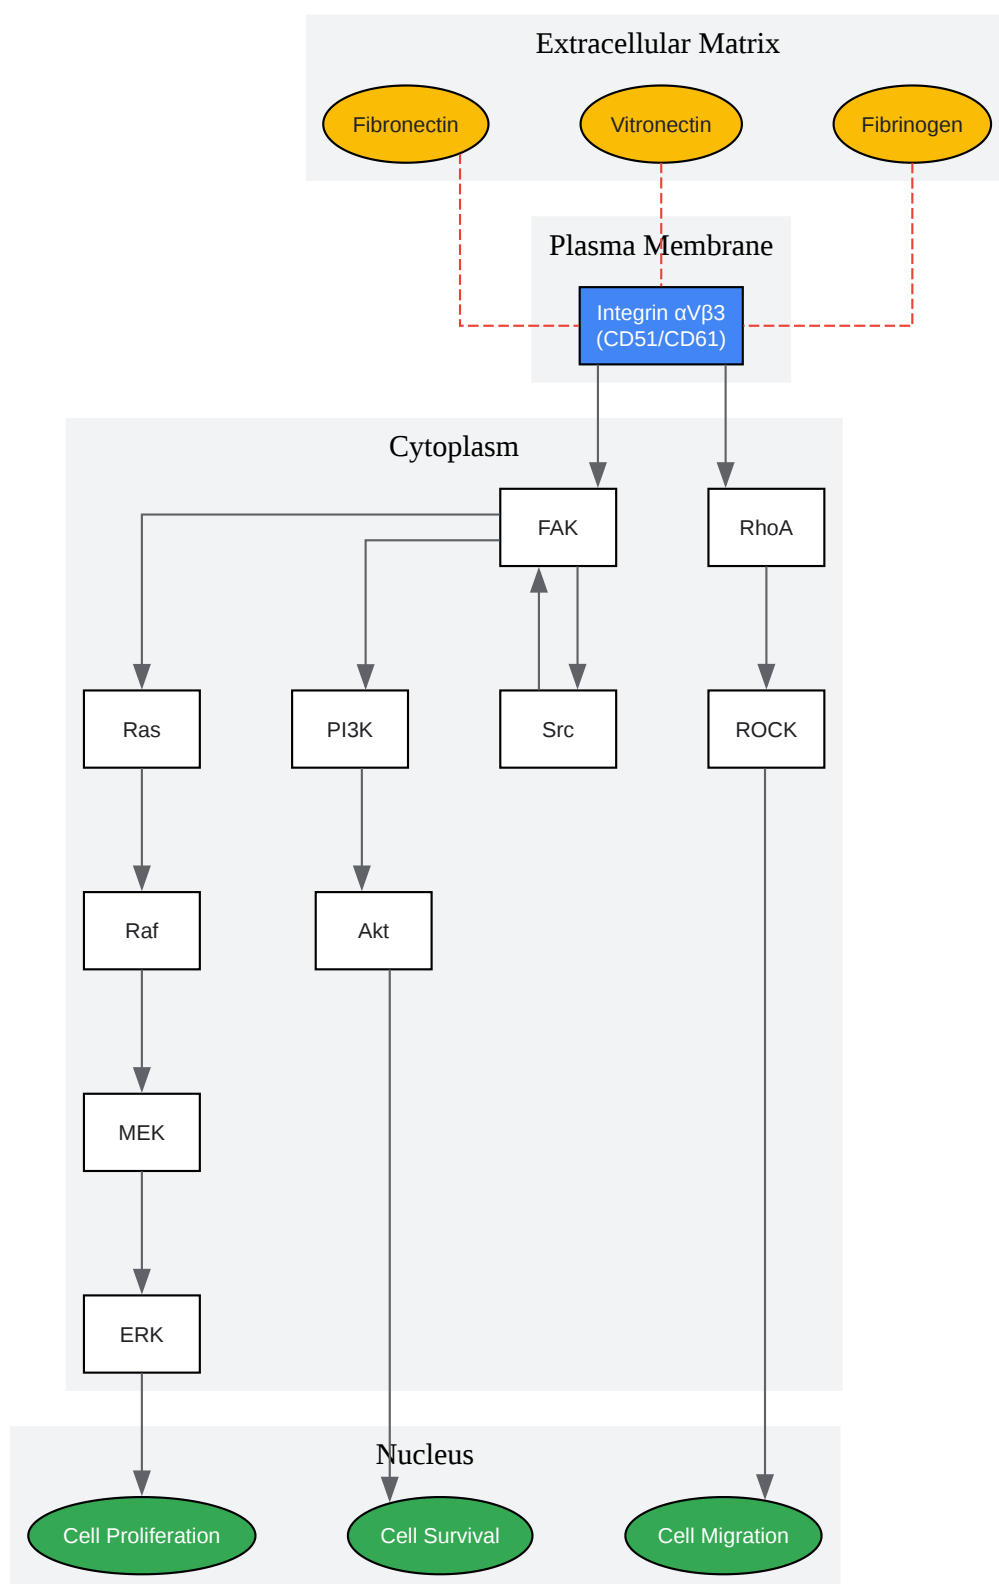 Extracellular Matrix
Fibronectin
Vitronectin
Fibrinogen
Plasma Membrane
Integrin αVβ3
(CD51/CD61)
Cytoplasm
FAK
RhoA
Ras
PI3K
Src
ROCK
Raf
Akt
MEK
ERK
Nucleus
Cell Proliferation
Cell Survival
Cell Migration